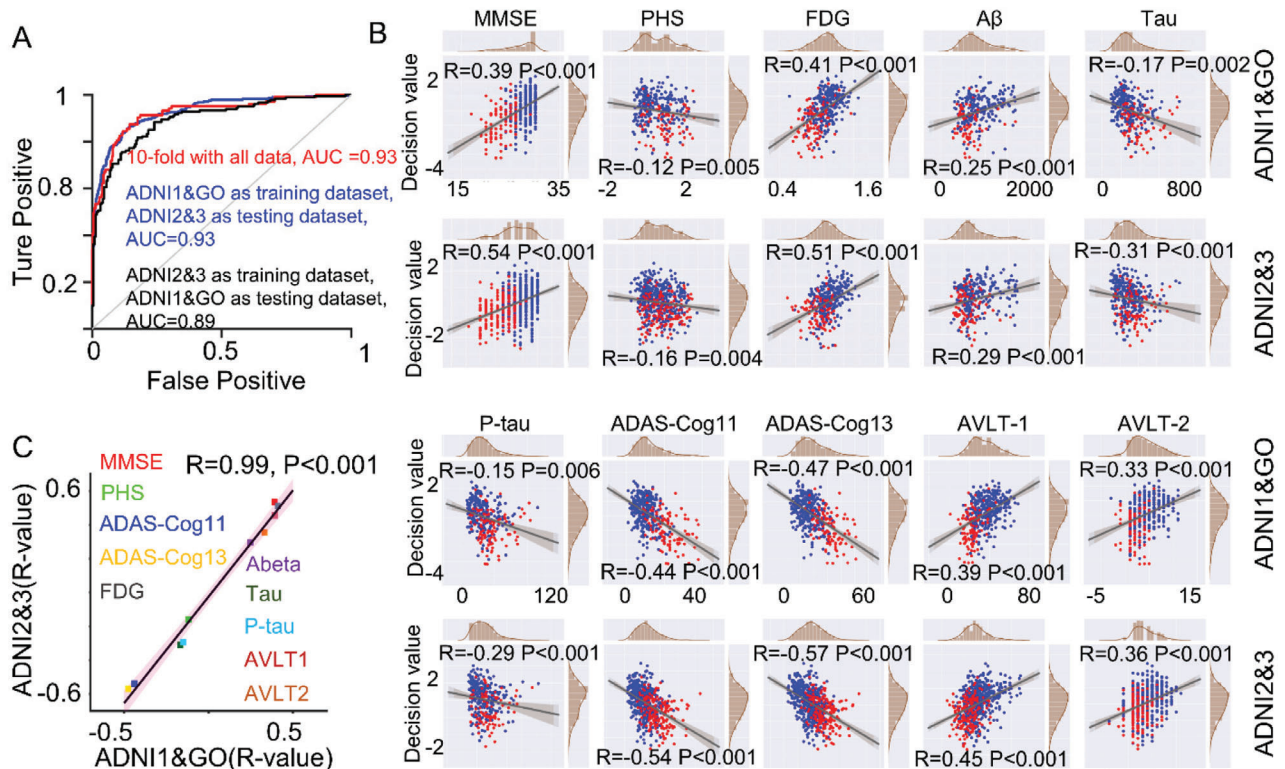 A
Ture Positive
1
0.8
0.2
10-fold with all data, AUC =0.93
ADNI1&GO as training dataset,
ADNI2&3 as testing dataset,
AUC=0.93
ADNI2&3 as training dataset,
ADNI1&GO as testing dataset,
AUC=0.89
0
0.5
1
False Positive
B
MMSE
PHS
FDG
Aβ
Tau
Decision value
2
-4
R=0.39 P<0.001
R=-0.12 P=0.005
R=0.41 P<0.001
R=0.25 P<0.001
R=-0.17 P=0.002
15
35
-2
2
0.4
1.6
0
2000
0
800
ADNI1&GO
Decision value
2
-2
R=0.54 P<0.001
R=-0.16 P=0.004
R=0.51 P<0.001
R=0.29 P<0.001
R=-0.31 P<0.001
ADNI2&3
P-tau
ADAS-Cog11
ADAS-Cog13
AVLT-1
AVLT-2
Decision value
2
-4
R=-0.15 P=0.006
R=-0.44 P<0.001
R=-0.47 P<0.001
R=0.39 P<0.001
R=0.33 P<0.001
0
120
0
40
0
60
0
80
-5
15
ADNI1&GO
Decision value
2
-2
R=-0.29 P<0.001
R=-0.54 P<0.001
R=-0.57 P<0.001
R=0.45 P<0.001
R=0.36 P<0.001
ADNI2&3
C
R=0.99, P<0.001
MMSE
PHS
ADAS-Cog11
ADAS-Cog13
FDG
Abeta
Tau
P-tau
AVLT1
AVLT2
ADNI2&3(R-value)
0.6
-0.6
-0.5
0.5
ADNI1&GO(R-value)